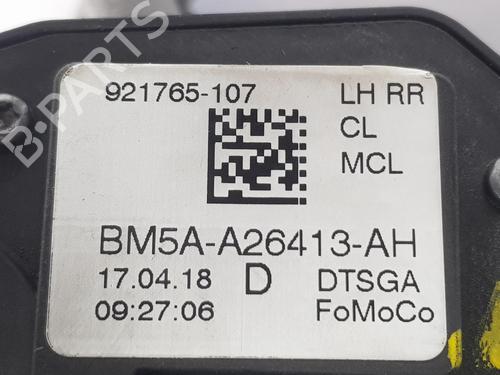 921765-107 LH RR
CL
MCL
BM5A-A26413-AH
17.04.18 D DTSGA
09:27:06 FoMoCo
B-PARTS